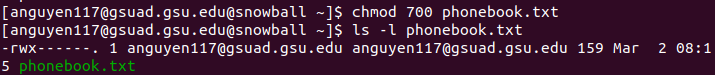 [anguyen117@gsuad.gsu.edu@snowball ~]$ chmod 700 phonebook.txt
[anguyen117@gsuad.gsu.edu@snowball ~]$ ls -l phonebook.txt
-rwx------. 1 anguyen117@gsuad.gsu.edu anguyen117@gsuad.gsu.edu 159 Mar  2 08:1
5 phonebook.txt